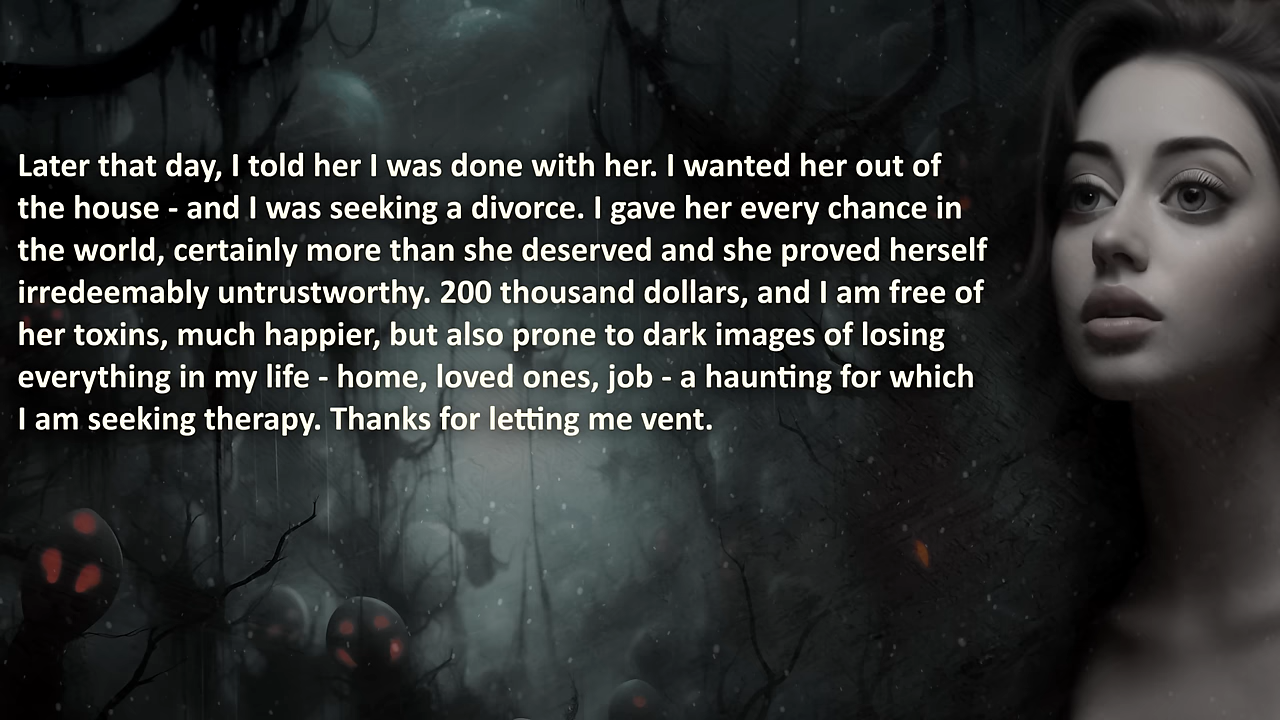 Later that day, I told her I was done with her. I wanted her out of
the house - and I was seeking a divorce. I gave her every chance in
the world, certainly more than she deserved and she proved herself
irredeemably untrustworthy. 200 thousand dollars, and I am free of
her toxins, much happier, but also prone to dark images of losing
everything in my life - home, loved ones, job - a haunting for which
I am seeking therapy. Thanks for letting me vent.